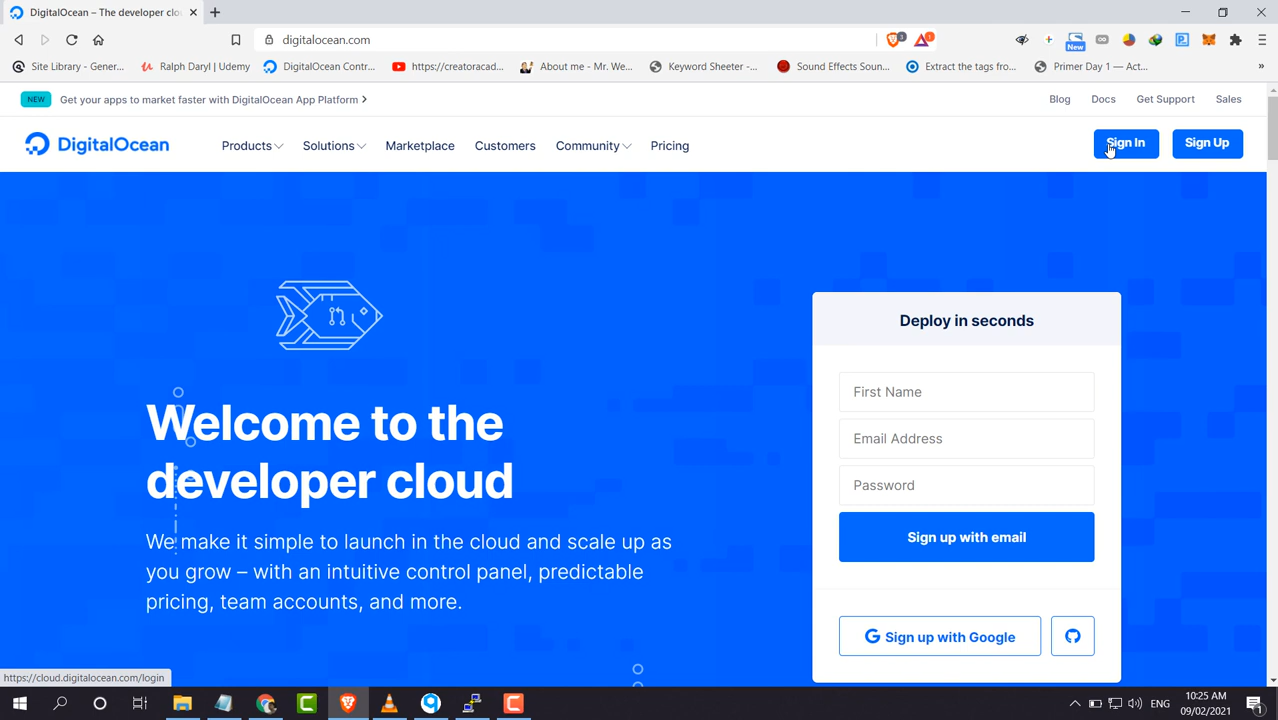 DigitalOcean – The developer clo
digitalocean.com
3
1
New
Site Library - Gener...
Ralph Daryl | Udemy
DigitalOcean Contr...
https://creatoracad...
About me - Mr. We...
Keyword Sheeter -...
Sound Effects Soun...
Extract the tags from...
Primer Day 1 — Act...
NEW
Get your apps to market faster with DigitalOcean App Platform
Blog
Docs
Get Support
Sales
DigitalOcean
Products
Solutions
Marketplace
Customers
Community
Pricing
Sign In
Sign Up
Deploy in seconds
First Name
Email Address
Password
Sign up with email
Sign up with Google
Welcome to the
developer cloud
We make it simple to launch in the cloud and scale up as
you grow – with an intuitive control panel, predictable
pricing, team accounts, and more.
https://cloud.digitalocean.com/login
ENG
10:25 AM
09/02/2021
1